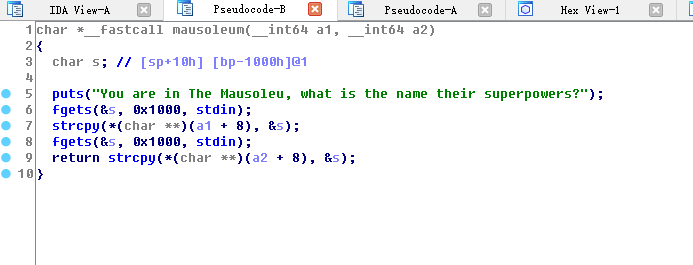 IDA View-A Pseudocode-B Pseudocode-A Hex View-1
1 char *__fastcall mausoleum(__int64 a1, __int64 a2)
2 {
3 char s; // [sp+10h] [bp-1000h]@1
4
5 puts("You are in The Mausoleu, what is the name their superpowers?");
6 fgets(&s, 0x1000, stdin);
7 strcpy(*(char **)(a1 + 8), &s);
8 fgets(&s, 0x1000, stdin);
9 return strcpy(*(char **)(a2 + 8), &s);
10 }